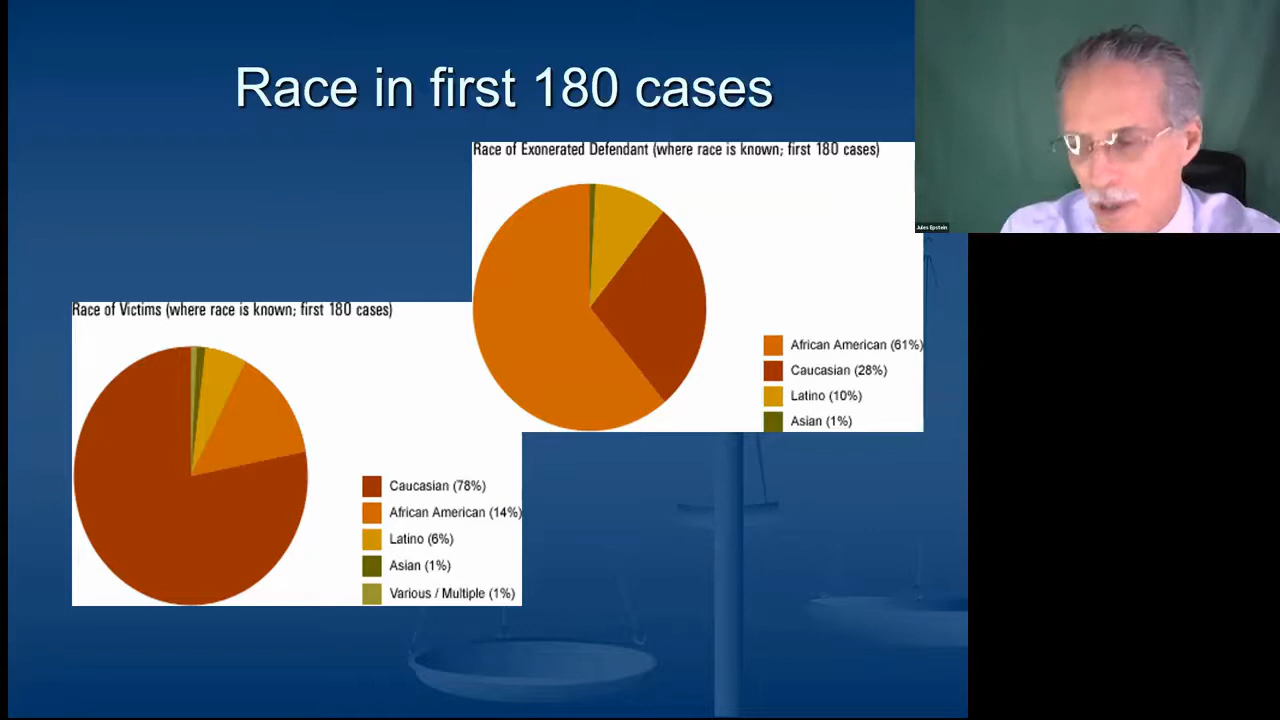 Race in first 180 cases
Race of Exonerated Defendant (where race is known; first 180 cases)
African American (61%)
Caucasian (28%)
Latino (10%)
Asian (1%)
Race of Victims (where race is known; first 180 cases)
Caucasian (78%)
African American (14%)
Latino (6%)
Asian (1%)
Various / Multiple (1%)
Jules Epstein